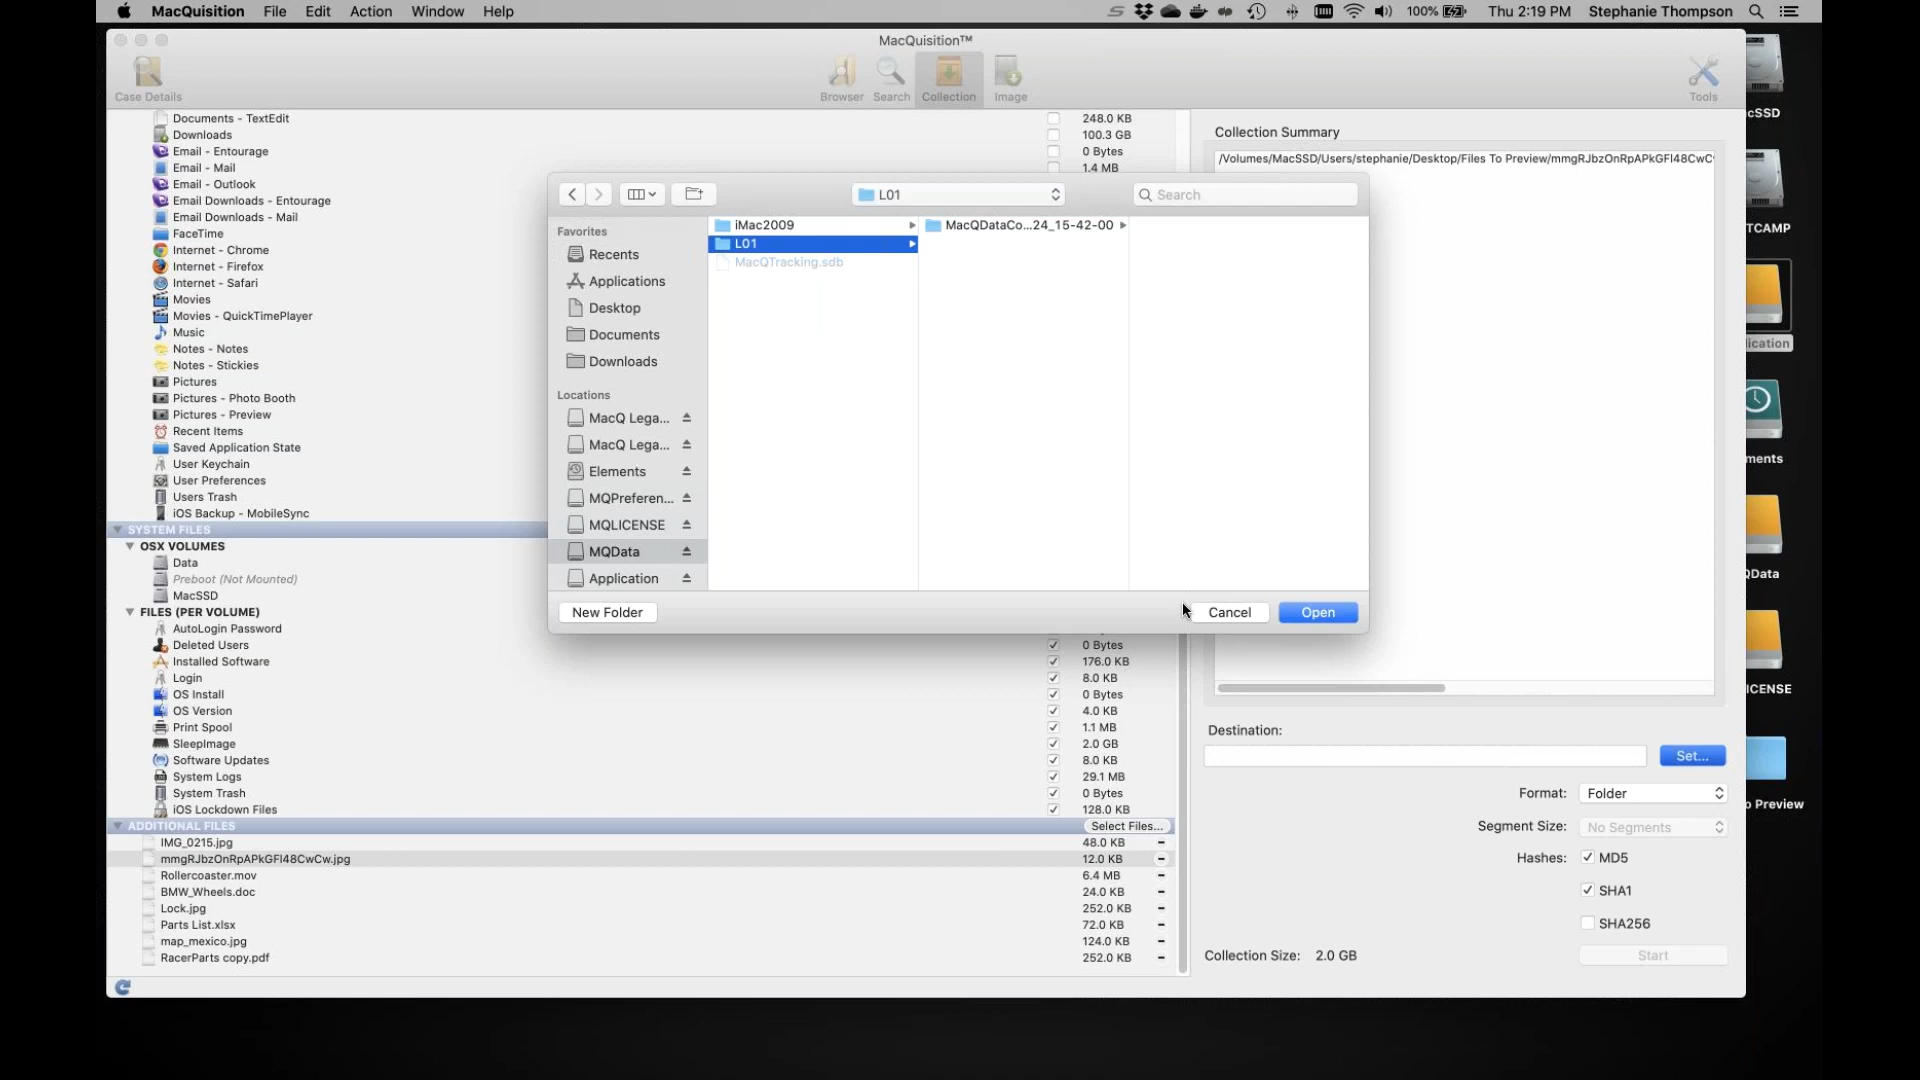 MacQuisition File Edit Action Window Help
100% Thu 2:19 PM Stephanie Thompson
MacQuisition™
Case Details
Browser Search Collection Image
Tools
Documents - TextEdit 248.0 KB
Downloads 100.3 GB
Email - Entourage 0 Bytes
Email - Mail 1.4 MB
Email - Outlook
Email Downloads - Entourage
Email Downloads - Mail
FaceTime
Internet - Chrome
Internet - Firefox
Internet - Safari
Movies
Movies - QuickTimePlayer
Music
Notes - Notes
Notes - Stickies
Pictures
Pictures - Photo Booth
Pictures - Preview
Recent Items
Saved Application State
User Keychain
User Preferences
Users Trash
iOS Backup - MobileSync
SYSTEM FILES
OSX VOLUMES
Data
Preboot (Not Mounted)
MacSSD
FILES (PER VOLUME)
AutoLogin Password
Deleted Users 0 Bytes
Installed Software 176.0 KB
Login 8.0 KB
OS Install 0 Bytes
OS Version 4.0 KB
Print Spool 1.1 MB
SleepImage 2.0 GB
Software Updates 8.0 KB
System Logs 29.1 MB
System Trash 0 Bytes
iOS Lockdown Files 128.0 KB
ADDITIONAL FILES Select Files...
IMG_0215.jpg 48.0 KB
mmgRJbzOnRpAPkGFl48CwCw.jpg 12.0 KB
Rollercoaster.mov 6.4 MB
BMW_Wheels.doc 24.0 KB
Lock.jpg 252.0 KB
Parts List.xlsx 72.0 KB
map_mexico.jpg 124.0 KB
RacerParts copy.pdf 252.0 KB
L01
Search
Favorites
Recents
Applications
Desktop
Documents
Downloads
Locations
MacQ Lega...
MacQ Lega...
Elements
MQPreferen...
MQLICENSE
MQData
Application
iMac2009
L01
MacQTracking.sdb
MacQDataCo...24_15-42-00
New Folder
Cancel
Open
Collection Summary
/Volumes/MacSSD/Users/stephanie/Desktop/Files To Preview/mmgRJbzOnRpAPkGFl48CwC
Destination:
Set...
Format: Folder
Segment Size: No Segments
Hashes: MD5
SHA1
SHA256
Collection Size: 2.0 GB
Start
cSSD
TCAMP
ication
ments
QData
ICENSE
o Preview